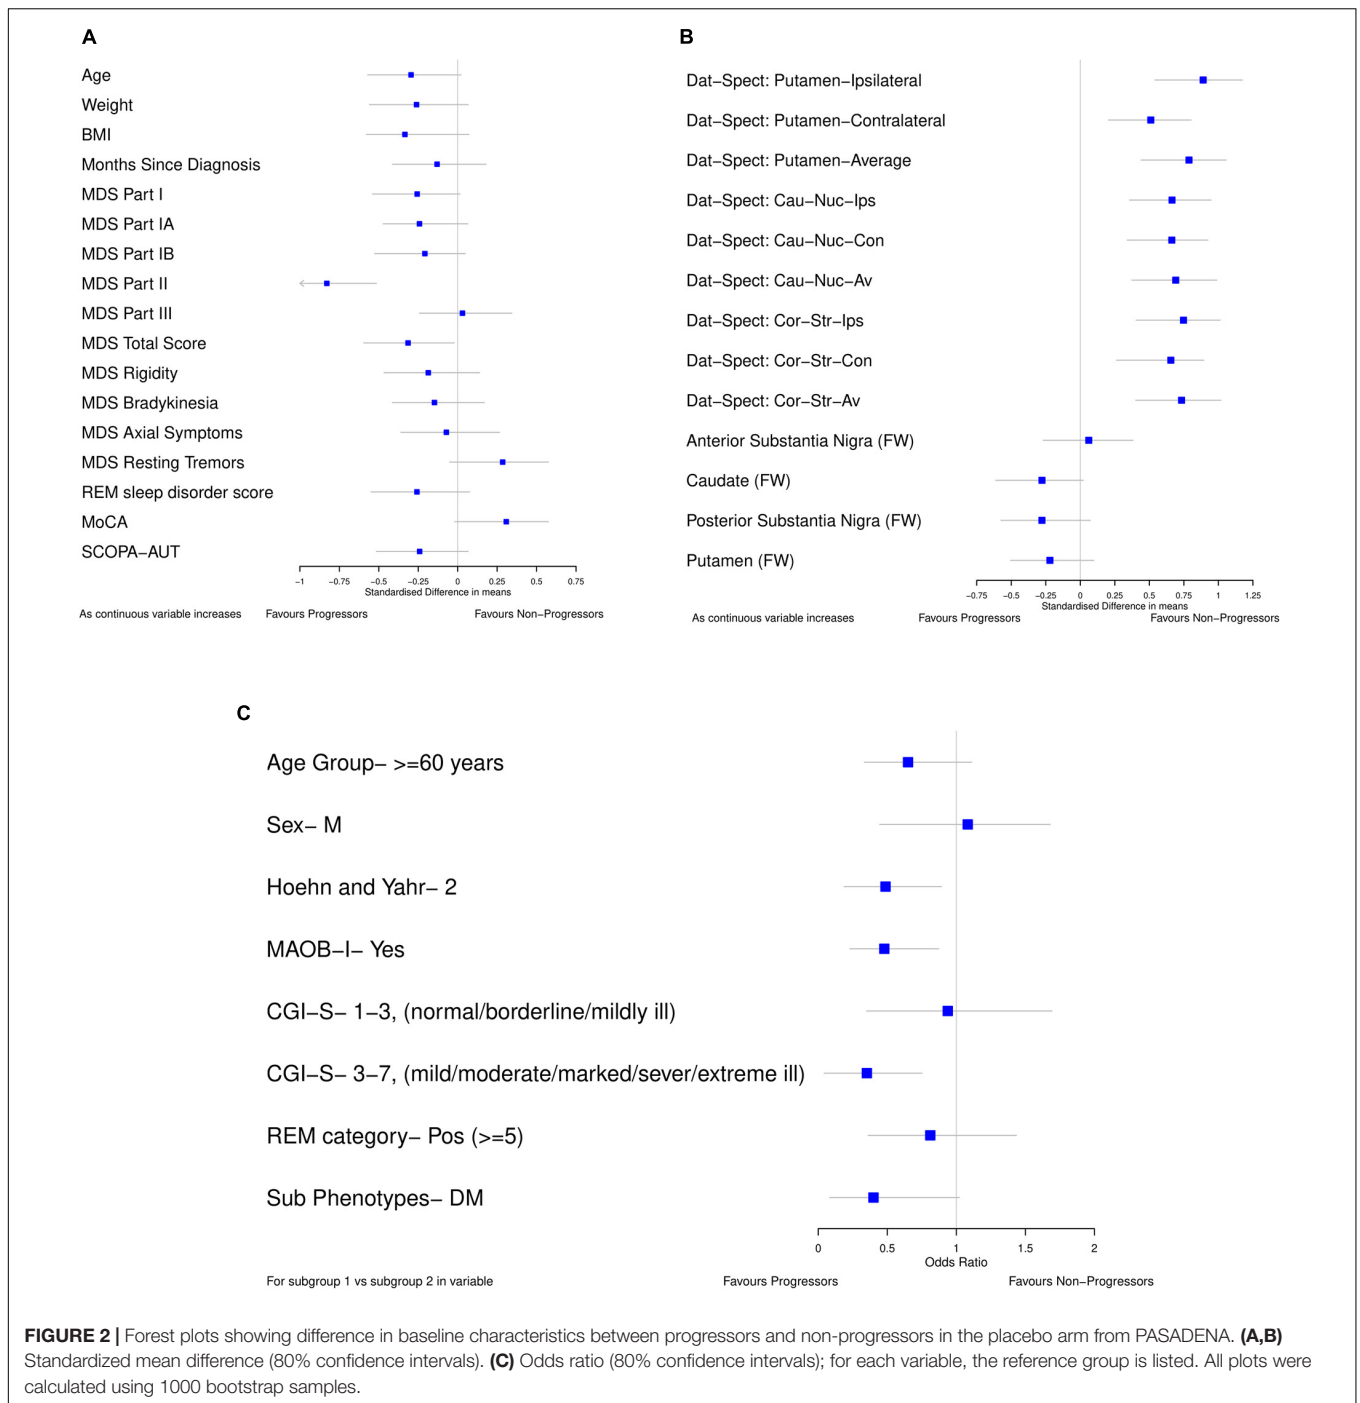 A
Age
Weight
BMI
Months Since Diagnosis
MDS Part I
MDS Part IA
MDS Part IB
MDS Part II
MDS Part III
MDS Total Score
MDS Rigidity
MDS Bradykinesia
MDS Axial Symptoms
MDS Resting Tremors
REM sleep disorder score
MoCA
SCOPA−AUT
−1 −0.75 −0.5 −0.25 0 0.25 0.5 0.75
Standardised Difference in means
As continuous variable increases Favours Progressors Favours Non−Progressors
B
Dat−Spect: Putamen−Ipsilateral
Dat−Spect: Putamen−Contralateral
Dat−Spect: Putamen−Average
Dat−Spect: Cau−Nuc−Ips
Dat−Spect: Cau−Nuc−Con
Dat−Spect: Cau−Nuc−Av
Dat−Spect: Cor−Str−Ips
Dat−Spect: Cor−Str−Con
Dat−Spect: Cor−Str−Av
Anterior Substantia Nigra (FW)
Caudate (FW)
Posterior Substantia Nigra (FW)
Putamen (FW)
−0.75 −0.5 −0.25 0 0.25 0.5 0.75 1 1.25
Standardised Difference in means
As continuous variable increases Favours Progressors Favours Non−Progressors
C
Age Group− >=60 years
Sex− M
Hoehn and Yahr− 2
MAOB−I− Yes
CGI−S− 1−3, (normal/borderline/mildly ill)
CGI−S− 3−7, (mild/moderate/marked/sever/extreme ill)
REM category− Pos (>=5)
Sub Phenotypes− DM
0 0.5 1 1.5 2
Odds Ratio
For subgroup 1 vs subgroup 2 in variable Favours Progressors Favours Non−Progressors
FIGURE 2 | Forest plots showing difference in baseline characteristics between progressors and non-progressors in the placebo arm from PASADENA. (A,B)
Standardized mean difference (80% confidence intervals). (C) Odds ratio (80% confidence intervals); for each variable, the reference group is listed. All plots were
calculated using 1000 bootstrap samples.